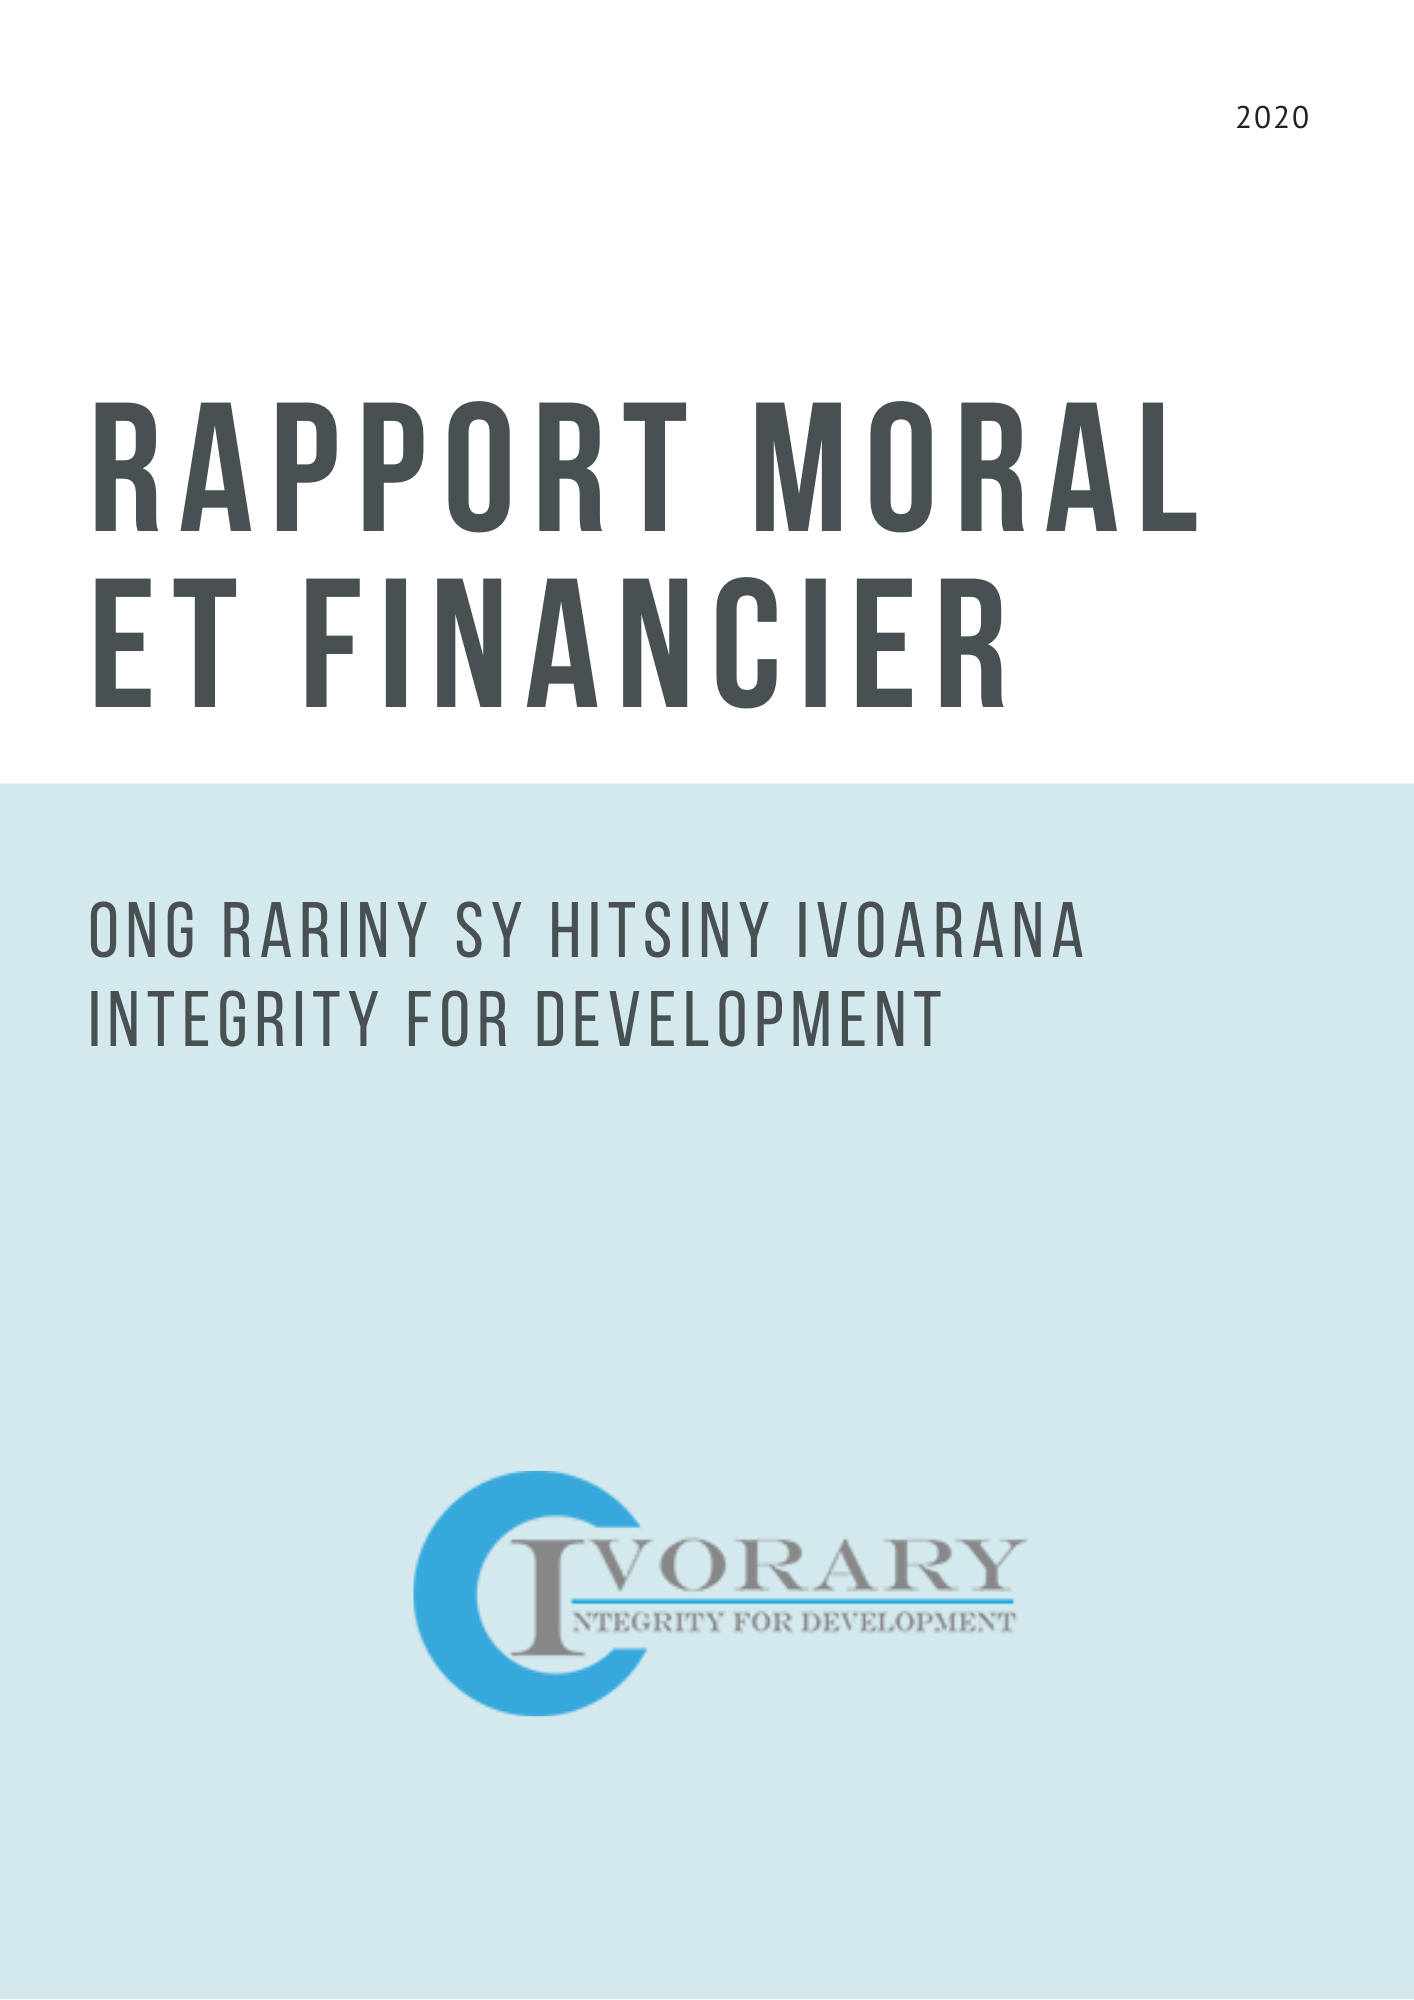 2020
RAPPORT MORAL
ET FINANCIER
ONG RARINY SY HITSINY IVOARANA
INTEGRITY FOR DEVELOPMENT
IVORARY
NTEGRITY FOR DEVELOPMENT